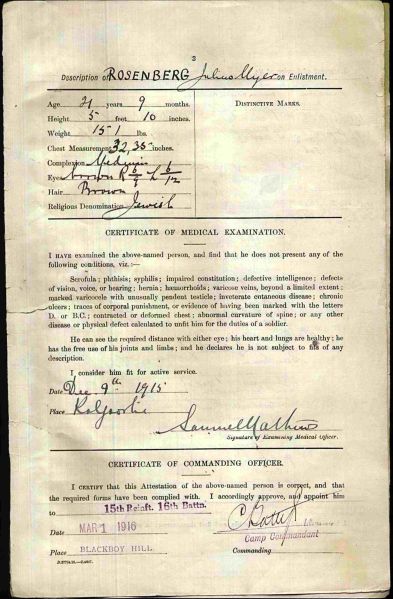 3
Description of ROSENBERG Julius Myer on Enlistment.
Age 21 years 9 months.
Height 5 feet 10 inches.
Weight 151 lbs.
Chest Measurement 32,35 inches.
Complexion Medium
Eyes brown R 6/9 L 6/12
Hair Brown
Religious Denomination Jewish
DISTINCTIVE MARKS.
CERTIFICATE OF MEDICAL EXAMINATION.
I HAVE examined the above-named person, and find that he does not present any of
the following conditions, viz.:—
Scrofula; phthisis; syphilis; impaired constitution; defective intelligence; defects
of vision, voice, or hearing; hernia; hæmorrhoids; varicose veins, beyond a limited extent;
marked varicocele with unusually pendent testicle; inveterate cutaneous disease; chronic
ulcers; traces of corporal punishment, or evidence of having been marked with the letters
D. or B.C.; contracted or deformed chest; abnormal curvature of spine; or any other
disease or physical defect calculated to unfit him for the duties of a soldier.
He can see the required distance with either eye; his heart and lungs are healthy; he
has the free use of his joints and limbs; and he declares he is not subject to fits of any
description.
I consider him fit for active service.
Date Dec 9th 1915
Place Kalgoorlie
Samuel Mathews
Signature of Examining Medical Officer.
CERTIFICATE OF COMMANDING OFFICER.
I CERTIFY that this Attestation of the above-named person is correct, and that
the required forms have been complied with. I accordingly approve, and appoint him
to 15th Reinft. 16th Battn.
Date MAR 1 1916
Camp Commandant
Place BLACKBOY HILL.
Commanding